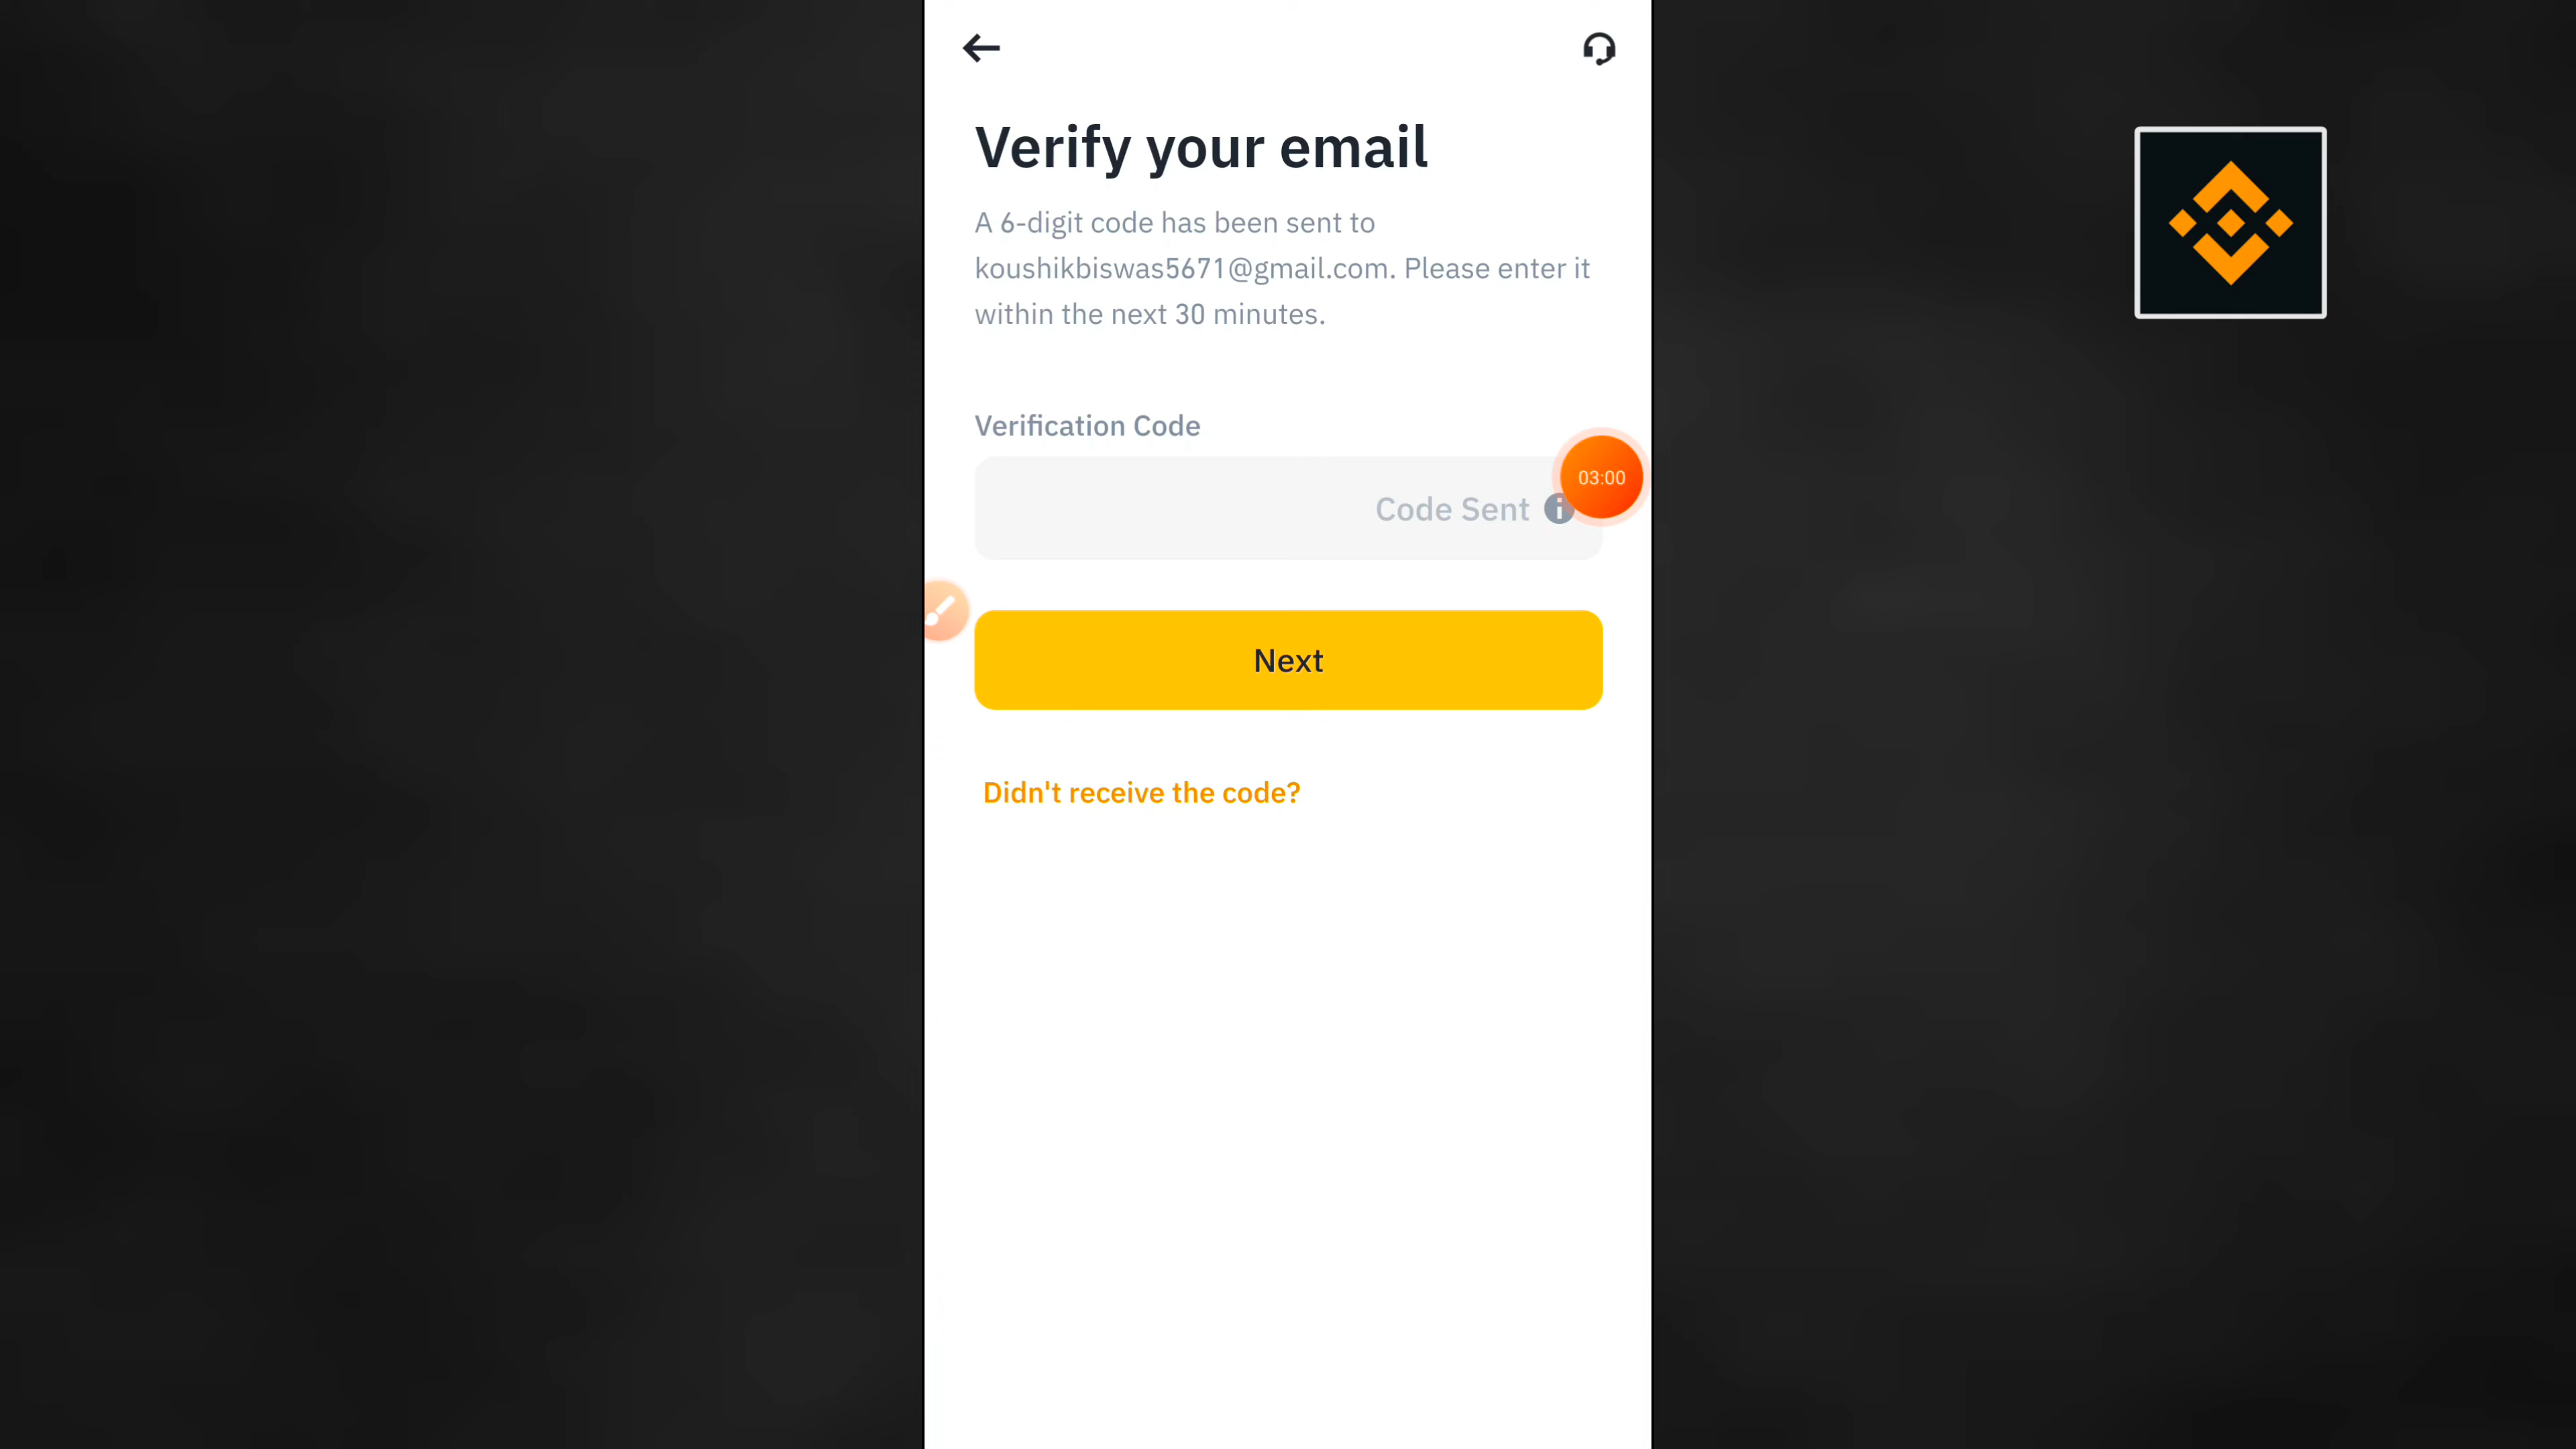 Verify your email
A 6-digit code has been sent to
koushikbiswas5671@gmail.com. Please enter it
within the next 30 minutes.
Verification Code
03:00
Code Sent
Next
Didn't receive the code?